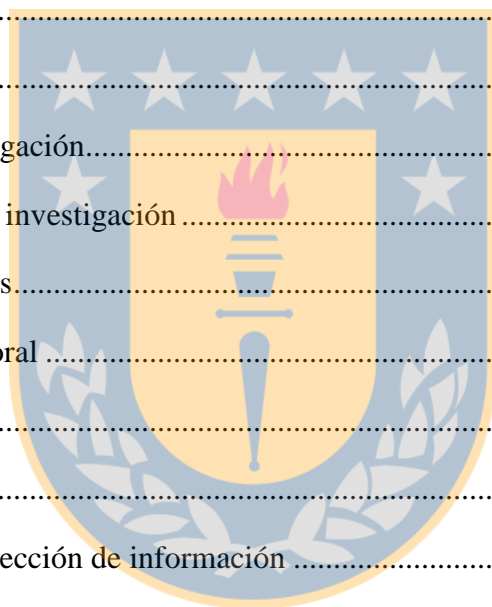 ....................................................
....................................................
gación....................................................
investigación ....................................................
s....................................................
oral ....................................................
....................................................
....................................................
ección de información ..........................